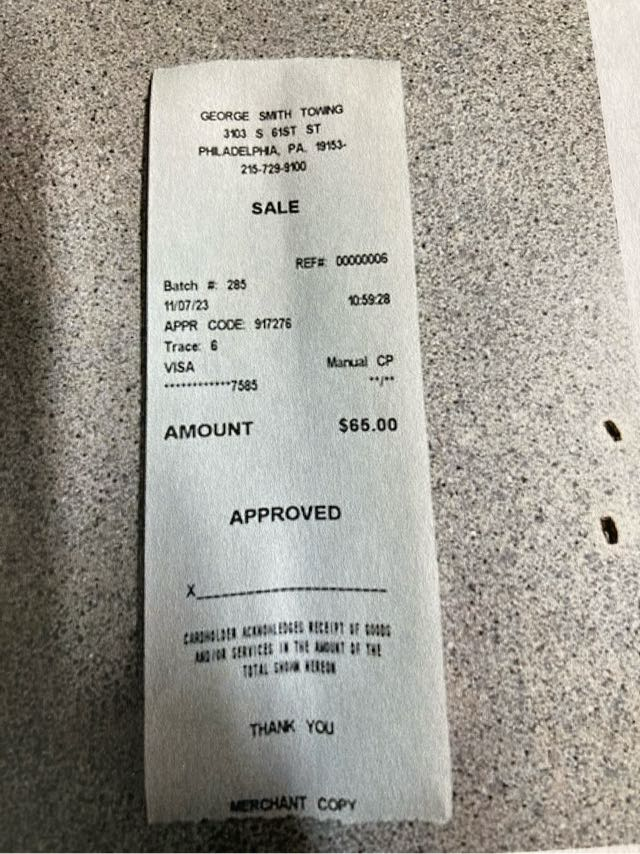 GEORGE SMITH TOWING
3103 S 61ST ST
PHILADELPHIA, PA. 19153-
215-729-9100
SALE
REF#: 00000006
Batch #: 285
11/07/23 10:59:28
APPR CODE: 917276
Trace: 6
VISA Manual CP
************7585 **/**
AMOUNT $65.00
APPROVED
X
CARDHOLDER ACKNOWLEDGES RECEIPT OF GOODS
AND/OR SERVICES IN THE AMOUNT OF THE
TOTAL SHOWN HEREON
THANK YOU
MERCHANT COPY